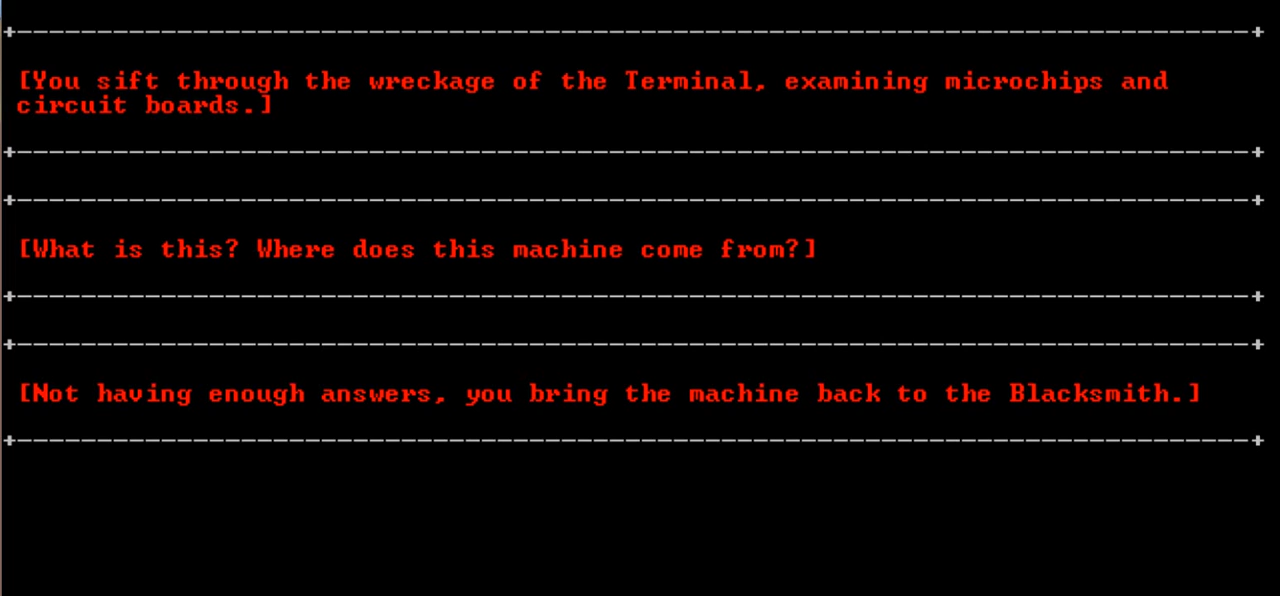 +------------------------------------------------------------------------------+
[You sift through the wreckage of the Terminal, examining microchips and
circuit boards.]
+------------------------------------------------------------------------------+
+------------------------------------------------------------------------------+
[What is this? Where does this machine come from?]
+------------------------------------------------------------------------------+
+------------------------------------------------------------------------------+
[Not having enough answers, you bring the machine back to the Blacksmith.]
+------------------------------------------------------------------------------+